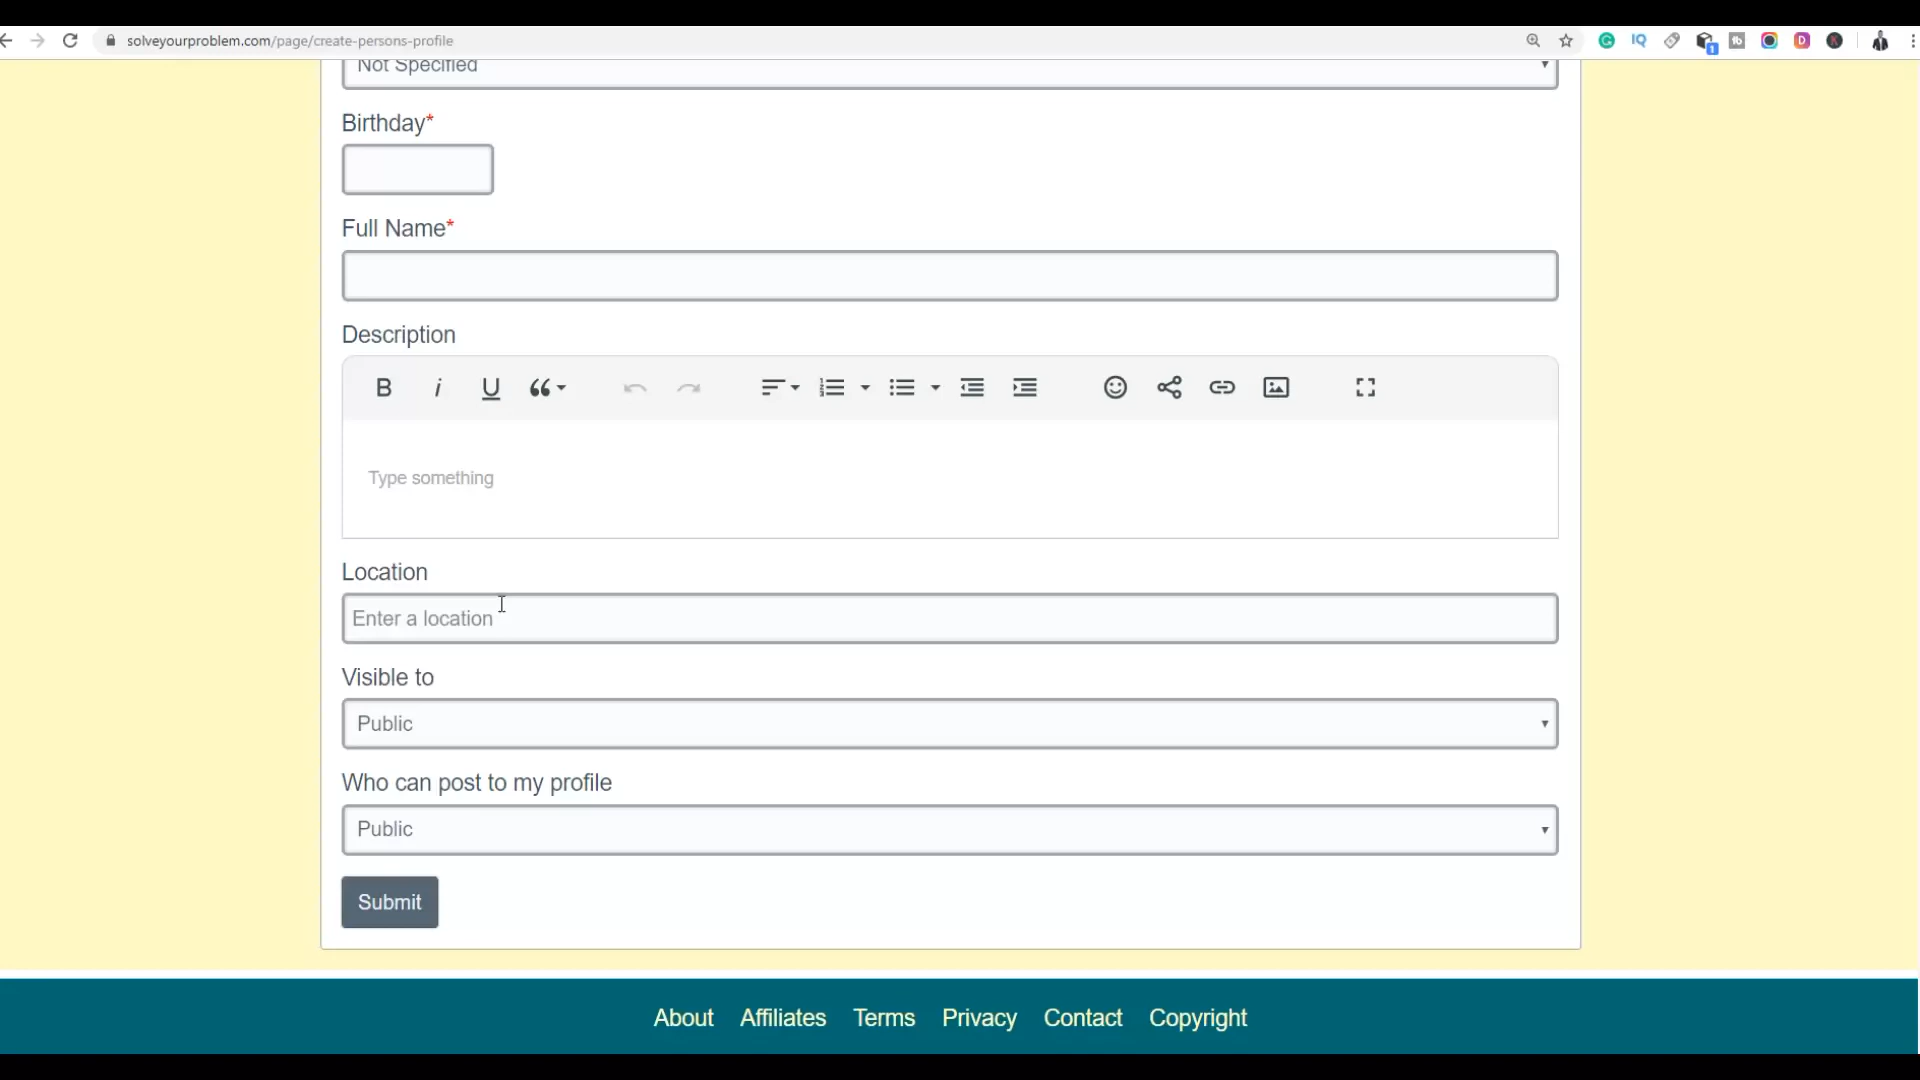 solveyourproblem.com/page/create-persons-profile
Not Specified
Birthday*
Full Name*
Description
Type something
Location
Enter a location
Visible to
Public
Who can post to my profile
Public
Submit
About Affiliates Terms Privacy Contact Copyright